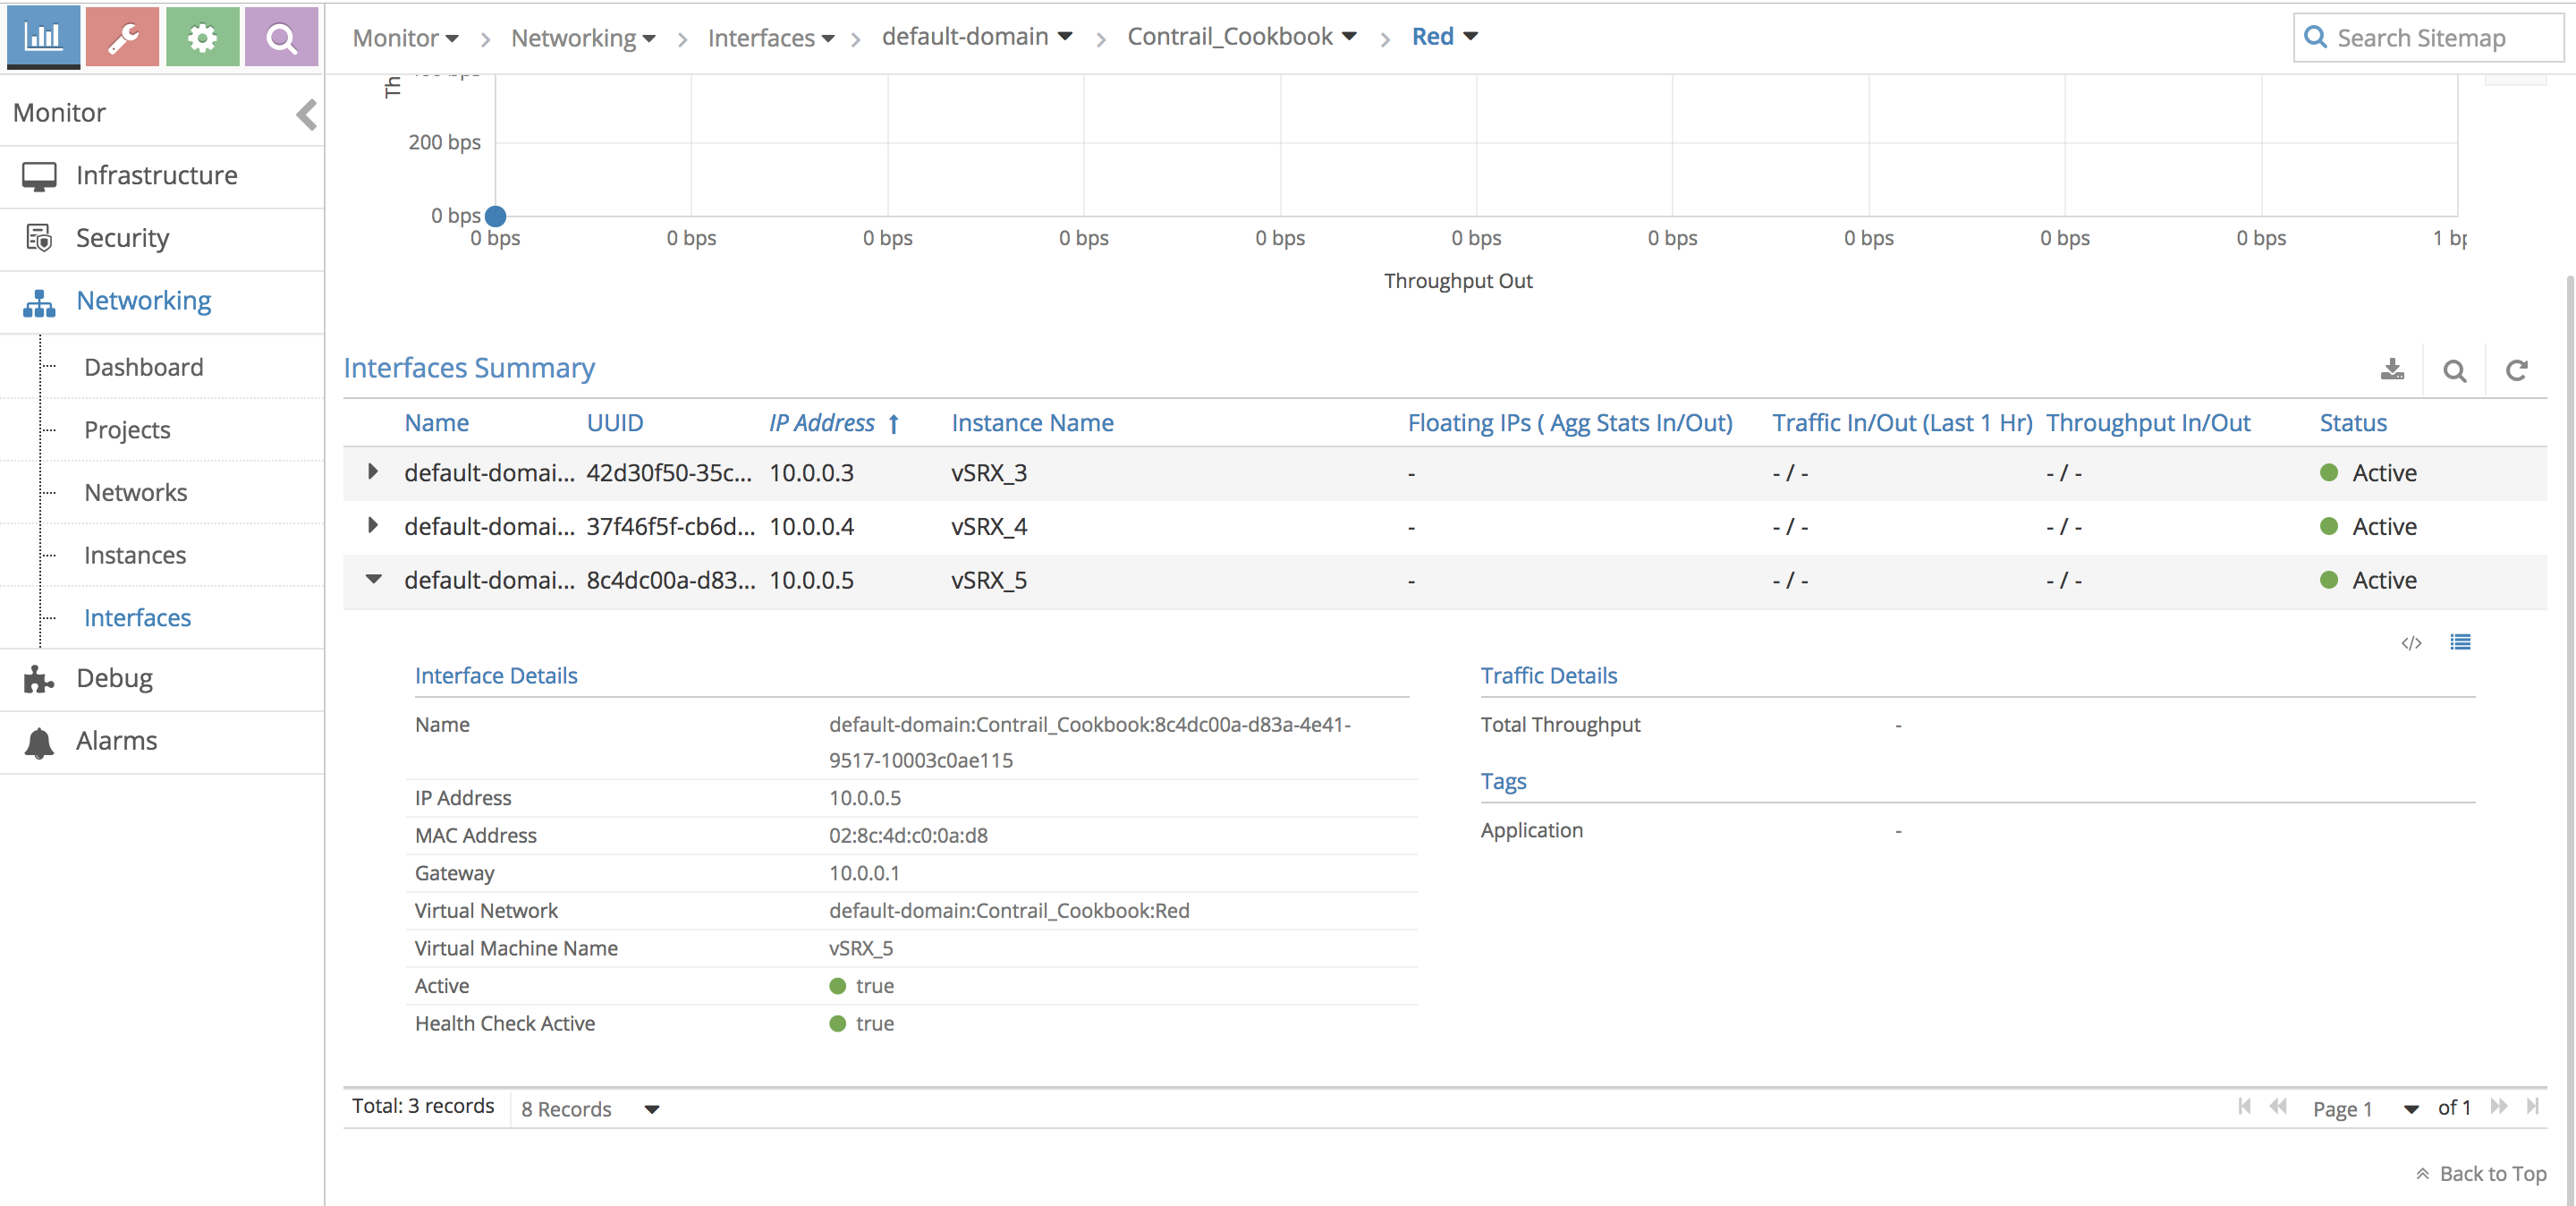 Monitor > Networking > Interfaces > default-domain > Contrail_Cookbook > Red
Search Sitemap
Monitor
Infrastructure
Security
Networking
Dashboard
Projects
Networks
Instances
Interfaces
Debug
Alarms
Th
400 bps
200 bps
0 bps
0 bps 0 bps 0 bps 0 bps 0 bps 0 bps 0 bps 0 bps 0 bps 0 bps 1 bp
Throughput Out
Interfaces Summary
Name UUID IP Address ↑ Instance Name Floating IPs ( Agg Stats In/Out) Traffic In/Out (Last 1 Hr) Throughput In/Out Status
default-domai... 42d30f50-35c... 10.0.0.3 vSRX_3 - - / - - / - Active
default-domai... 37f46f5f-cb6d... 10.0.0.4 vSRX_4 - - / - - / - Active
default-domai... 8c4dc00a-d83... 10.0.0.5 vSRX_5 - - / - - / - Active
</>
Interface Details
Name default-domain:Contrail_Cookbook:8c4dc00a-d83a-4e41-
9517-10003c0ae115
IP Address 10.0.0.5
MAC Address 02:8c:4d:c0:0a:d8
Gateway 10.0.0.1
Virtual Network default-domain:Contrail_Cookbook:Red
Virtual Machine Name vSRX_5
Active true
Health Check Active true
Traffic Details
Total Throughput -
Tags
Application -
Total: 3 records 8 Records
Page 1 of 1
Back to Top